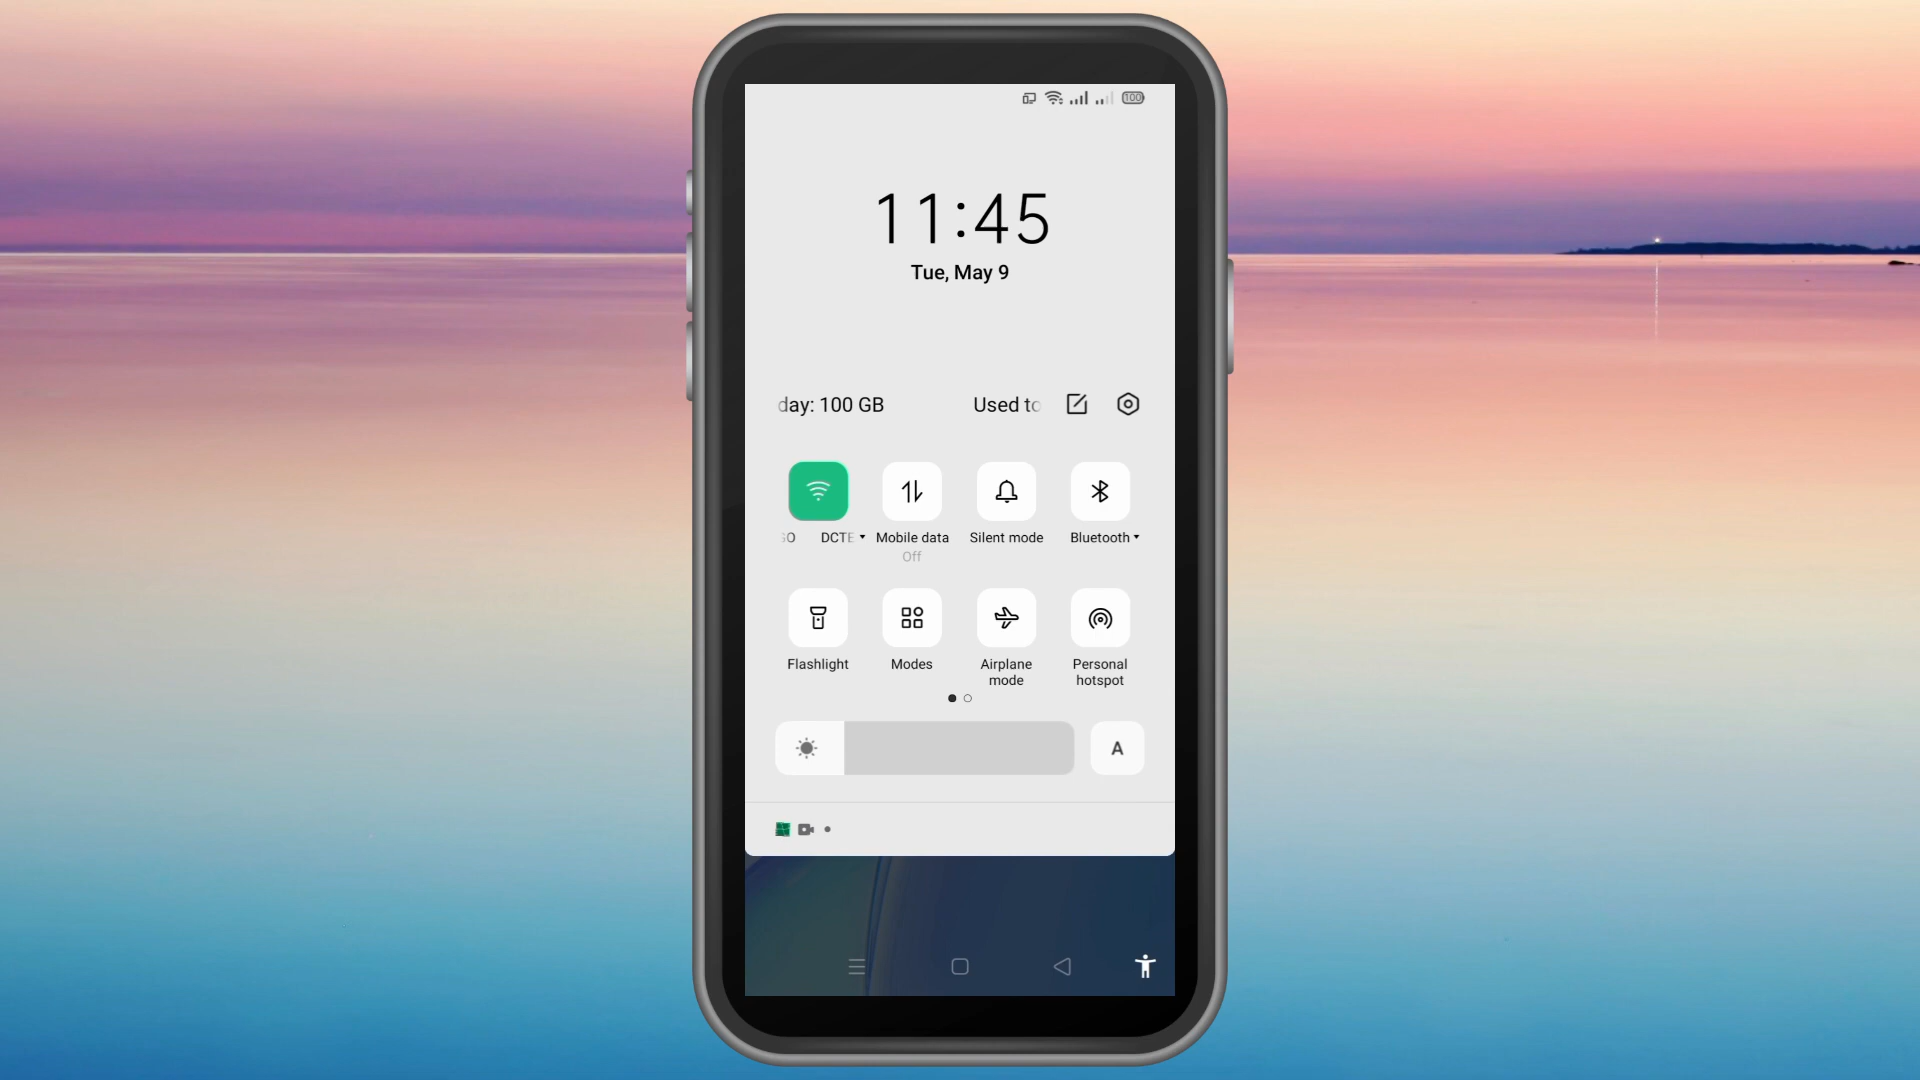 100
11:45
Tue, May 9
day: 100 GB Used to
DCTE
Mobile data
Off
Silent mode
Bluetooth
Flashlight
Modes
Airplane
mode
Personal
hotspot
A